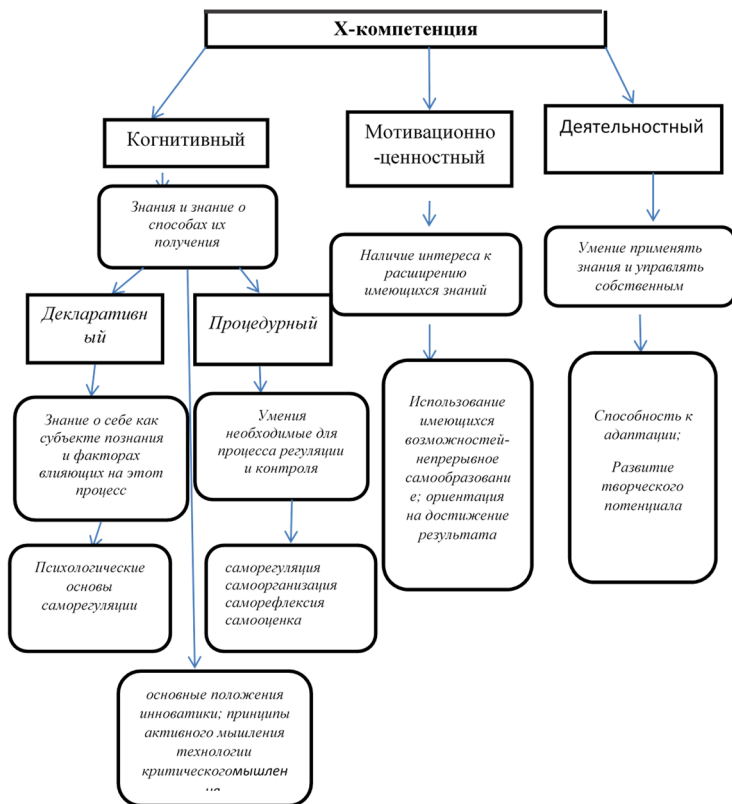 Х-компетенция
Когнитивный
Мотивационно
-ценностный
Деятельностный
Знания и знание о
способах их
получения
Наличие интереса к
расширению
имеющихся знаний
Умение применять
знания и управлять
собственным
Декларативн
ый
Процедурный
Знание о себе как
субъекте познания
и факторах
влияющих на этот
процесс
Умения
необходимые для
процесса регуляции
и контроля
Использование
имеющихся
возможностей-
непрерывное
самообразовани
е; ориентация
на достижение
результата
Способность к
адаптации;
Развитие
творческого
потенциала
Психологические
основы
саморегуляции
саморегуляция
самоорганизация
саморефлексия
самооценка
основные положения
инноватики; принципы
активного мышления
технологии
критическогомышлен